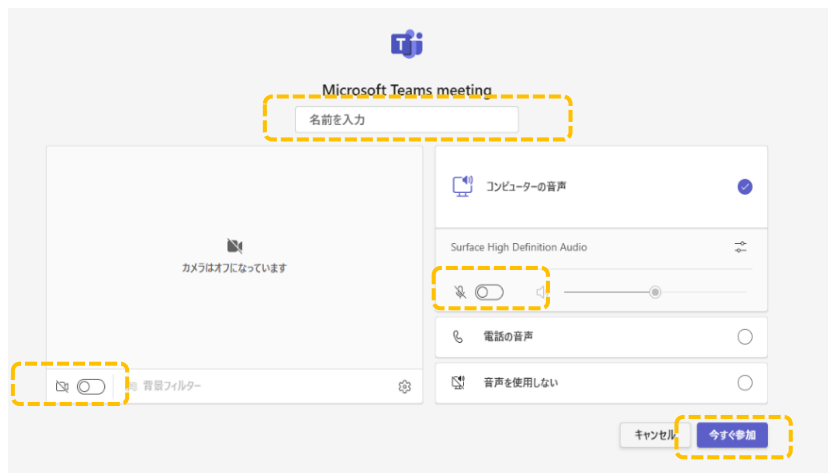 Microsoft Teams meeting
名前を入力
コンピューターの音声
カメラはオフになっています
Surface High Definition Audio
電話の音声
背景フィルター
音声を使用しない
キャンセル
今すぐ参加